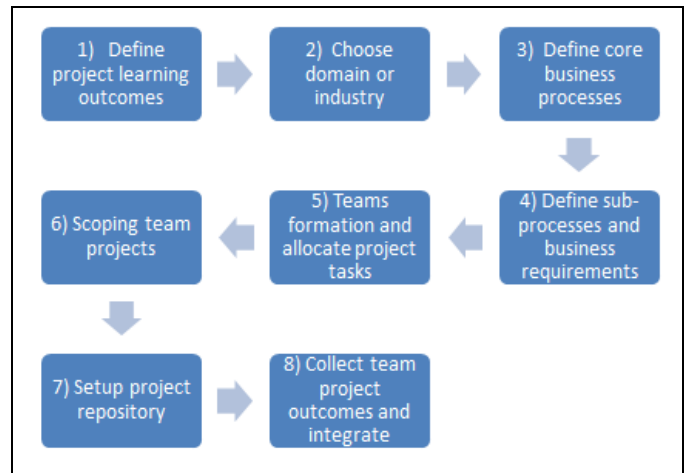 1) Define
project learning
outcomes
2) Choose
domain or
industry
3) Define core
business
processes
4) Define sub-
processes and
business
requirements
5) Teams
formation and
allocate project
tasks
6) Scoping team
projects
7) Setup project
repository
8) Collect team
project
outcomes and
integrate